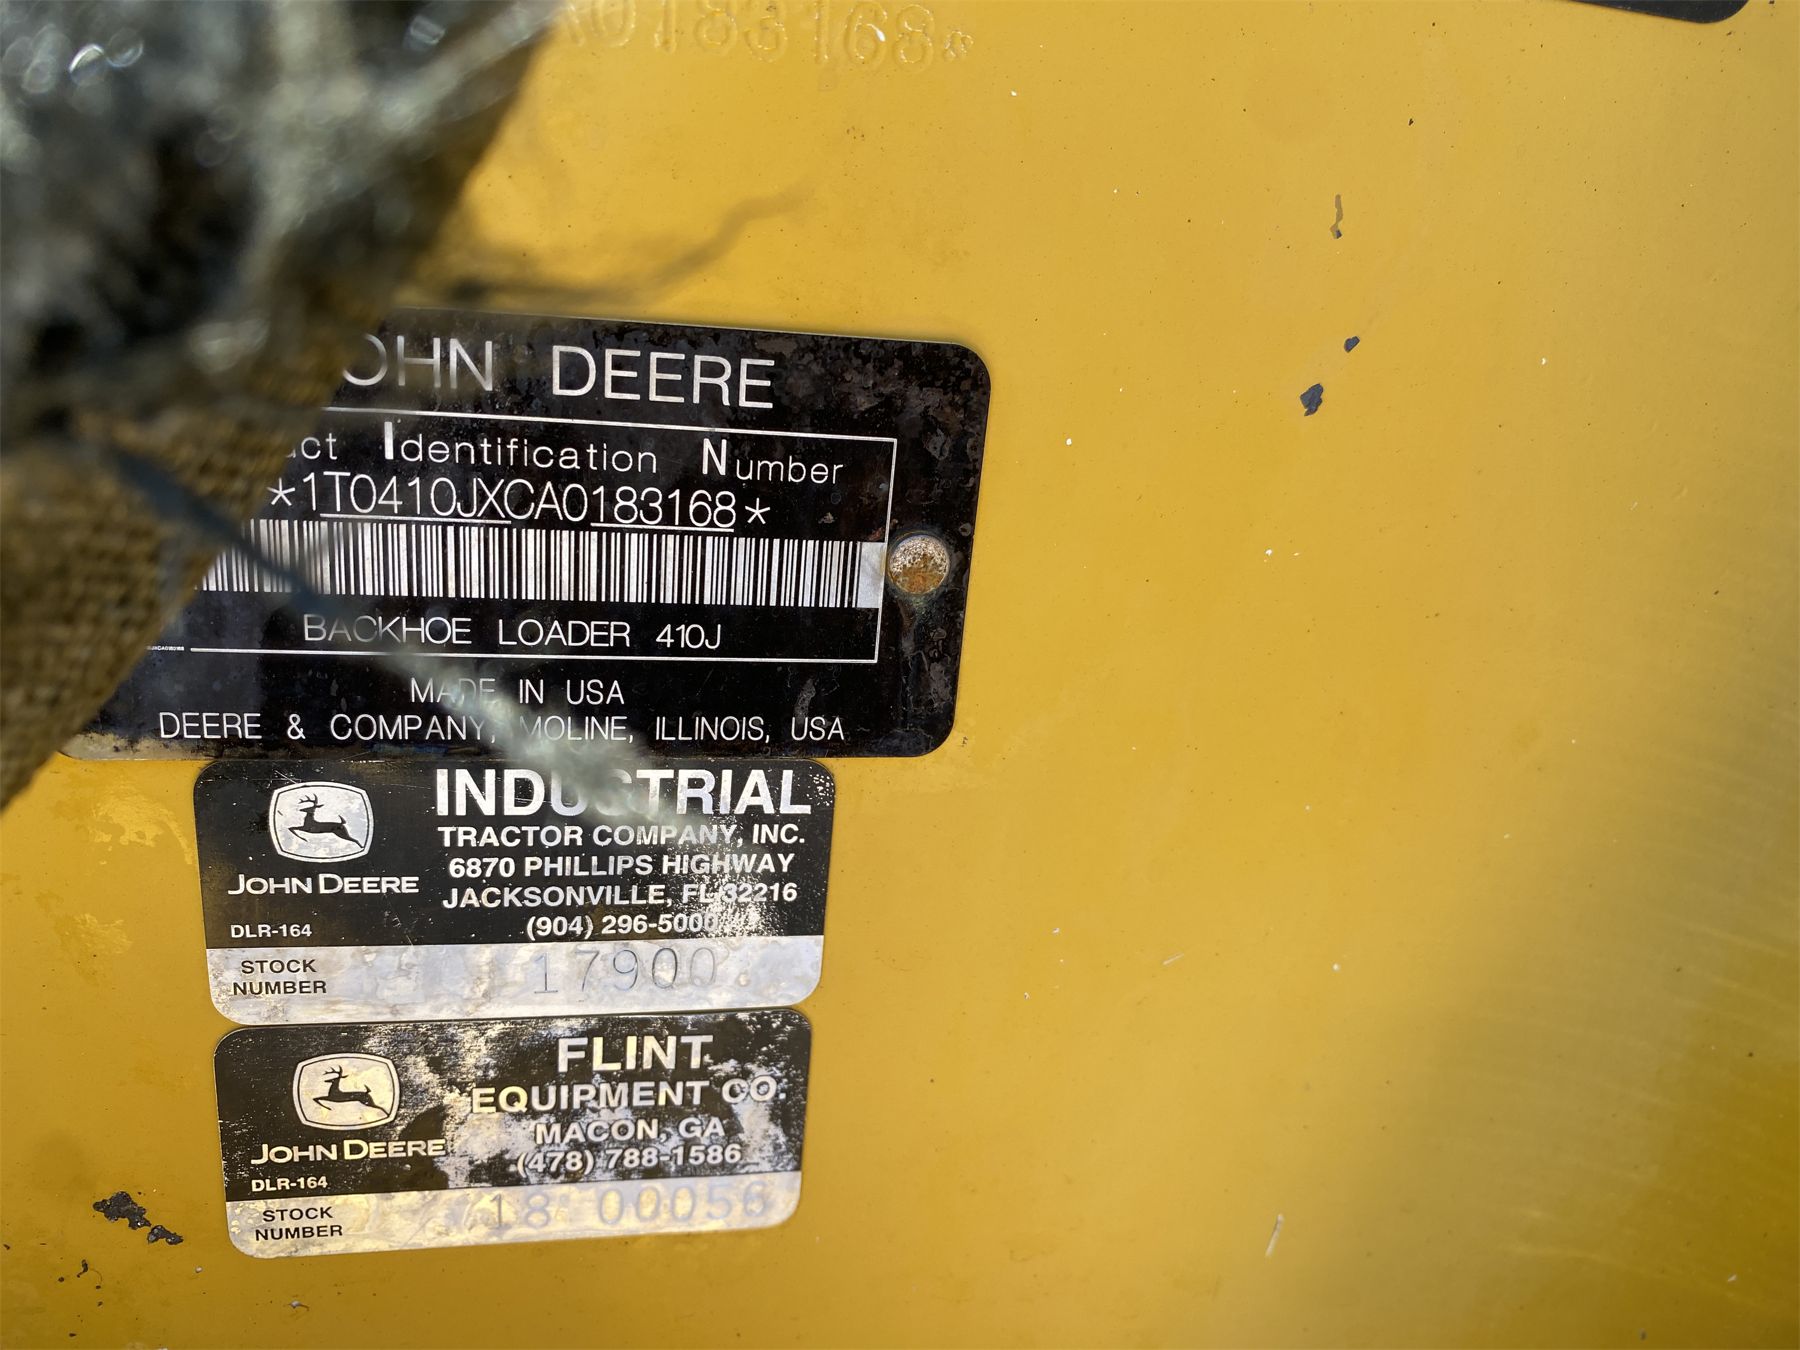 A0183168*
JOHN DEERE
Product Identification Number
*1T0410JXCA0183168*
BACKHOE LOADER 410J
MADE IN USA
DEERE & COMPANY, MOLINE, ILLINOIS, USA
INDUSTRIAL
TRACTOR COMPANY, INC.
6870 PHILLIPS HIGHWAY
JACKSONVILLE, FL 32216
(904) 296-5000
JOHN DEERE
DLR-164
STOCK NUMBER
17900
FLINT
EQUIPMENT CO.
MACON, GA
(478) 788-1586
JOHN DEERE
DLR-164
STOCK NUMBER
18 00056